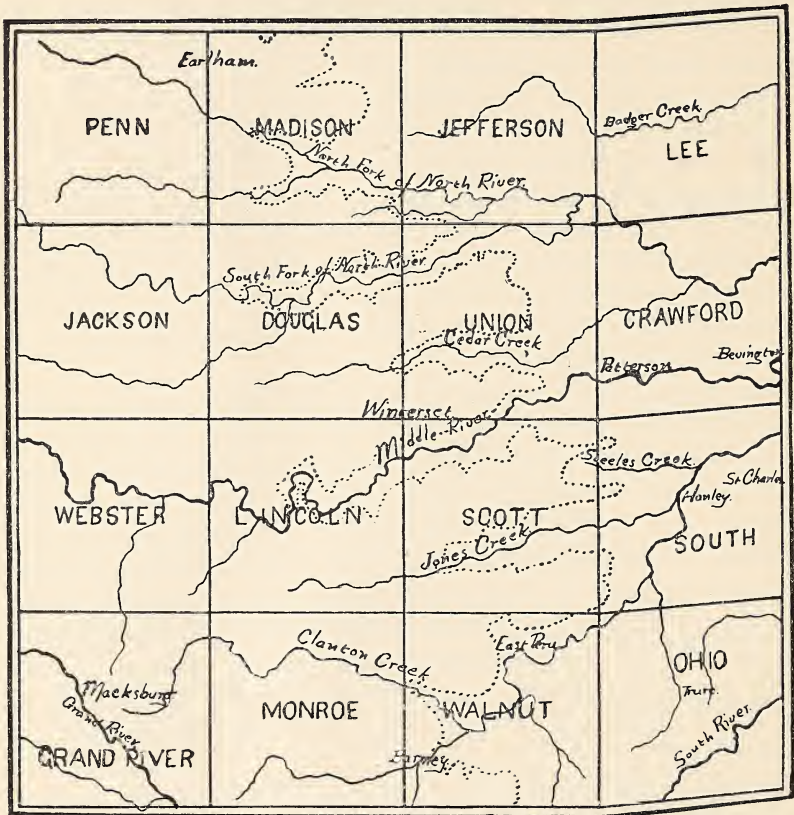 Earlham.
PENN
MADISON
JEFFERSON
Badger Creek
LEE
North Fork of North River.
South Fork of North River
JACKSON
DOUGLAS
UNION
CRAWFORD
Cedar Creek
Patterson
Bevington
Winterset
Middle River
Steeles Creek
St Charles
Hanley.
WEBSTER
LINCOLN
SCOTT
SOUTH
Jones Creek
Clanton Creek
East Peru
OHIO
Macksburg
Truro
Grand River
MONROE
WALNUT
South River
GRAND RIVER
Barney